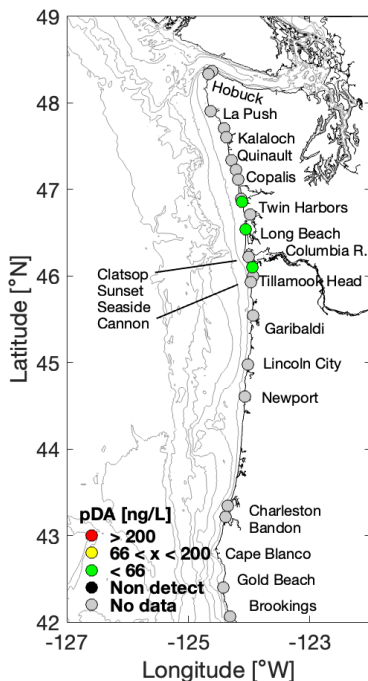 49
48
47
46
45
44
43
42
Latitude [°N]
Hobuck
La Push
Kalaloch
Quinault
Copalis
Twin Harbors
Long Beach
Columbia R.
Clatsop
Sunset
Seaside
Cannon
Tillamook Head
Garibaldi
Lincoln City
Newport
Charleston
Bandon
Cape Blanco
Gold Beach
Brookings
pDA [ng/L]
> 200
66 < x < 200
< 66
Non detect
No data
-127 -125 -124 -123
Longitude [°W]